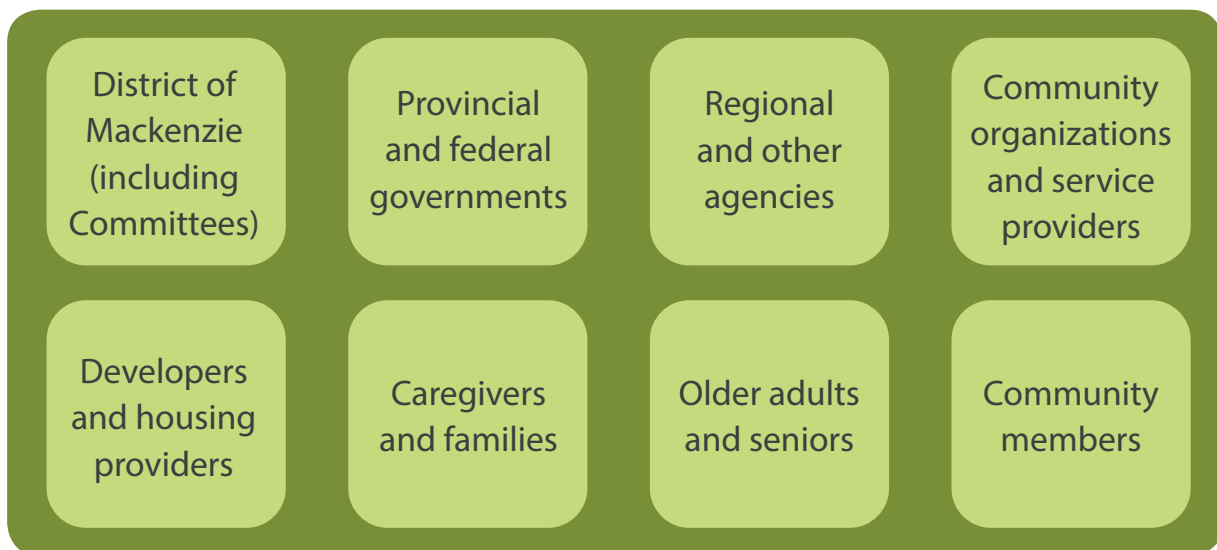 District of
Mackenzie
(including
Committees)
Provincial
and federal
governments
Regional
and other
agencies
Community
organizations
and service
providers
Developers
and housing
providers
Caregivers
and families
Older adults
and seniors
Community
members